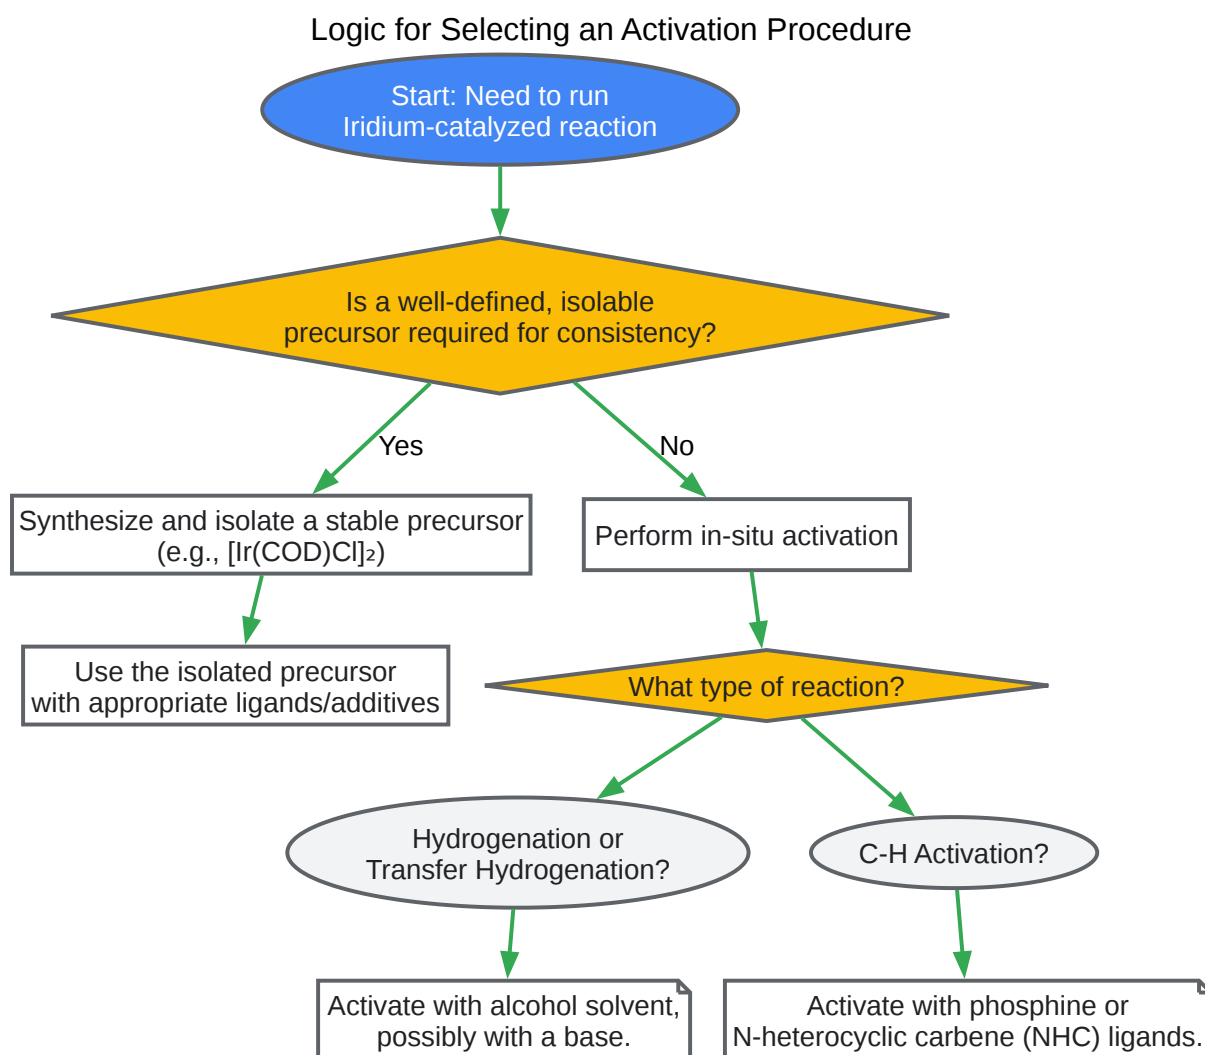 Logic for Selecting an Activation Procedure
Start: Need to run
Iridium-catalyzed reaction
Is a well-defined, isolable
precursor required for consistency?
Yes
No
Synthesize and isolate a stable precursor
(e.g., [Ir(COD)Cl]₂)
Perform in-situ activation
Use the isolated precursor
with appropriate ligands/additives
What type of reaction?
Hydrogenation or
Transfer Hydrogenation?
C-H Activation?
Activate with alcohol solvent,
possibly with a base.
Activate with phosphine or
N-heterocyclic carbene (NHC) ligands.